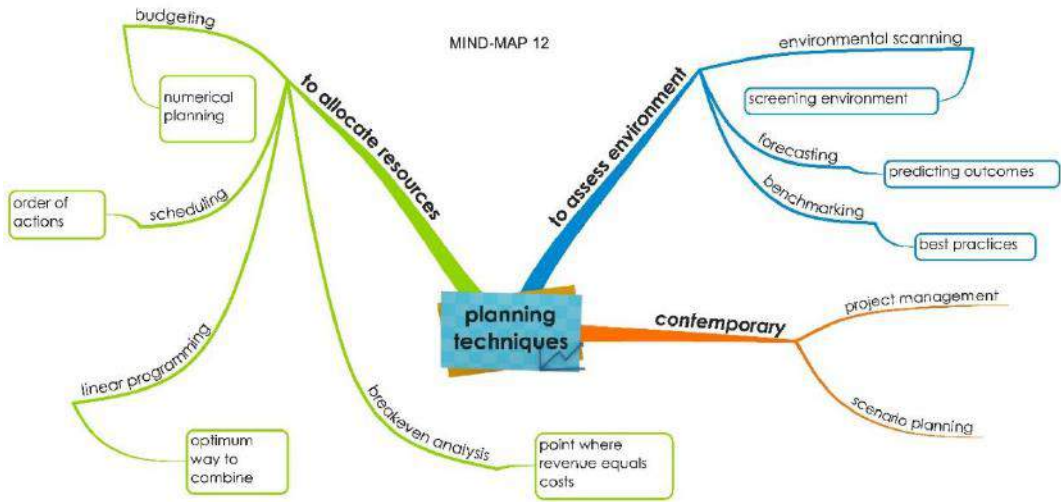 MIND-MAP 12
planning
techniques
to allocate resources
budgeting
numerical
planning
scheduling
order of
actions
linear programming
optimum
way to
combine
breakeven analysis
point where
revenue equals
costs
to assess environment
environmental scanning
screening environment
forecasting
predicting outcomes
benchmarking
best practices
contemporary
project management
scenario planning